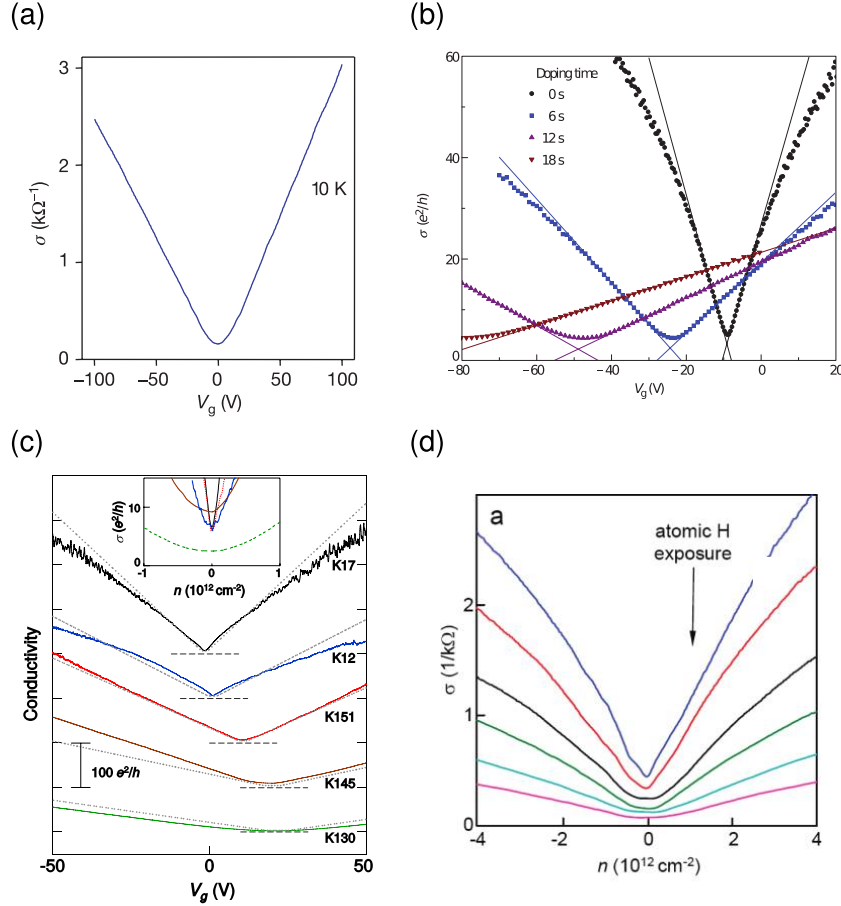 (a)
3
2
1
0
σ (kΩ⁻¹)
10 K
−100
−50
0
50
100
Vg (V)
(b)
60
40
20
0
σ (e²/h)
Doping time
0 s
6 s
12 s
18 s
−80
−60
−40
−20
0
20
Vg (V)
(c)
Conductivity
10
0
σ (e²/h)
-1
0
1
n (10¹² cm⁻²)
K17
K12
K151
K145
K130
100 e²/h
-50
0
50
Vg (V)
(d)
a
atomic H
exposure
2
1
0
σ (1/kΩ)
-4
-2
0
2
4
n (10¹² cm⁻²)